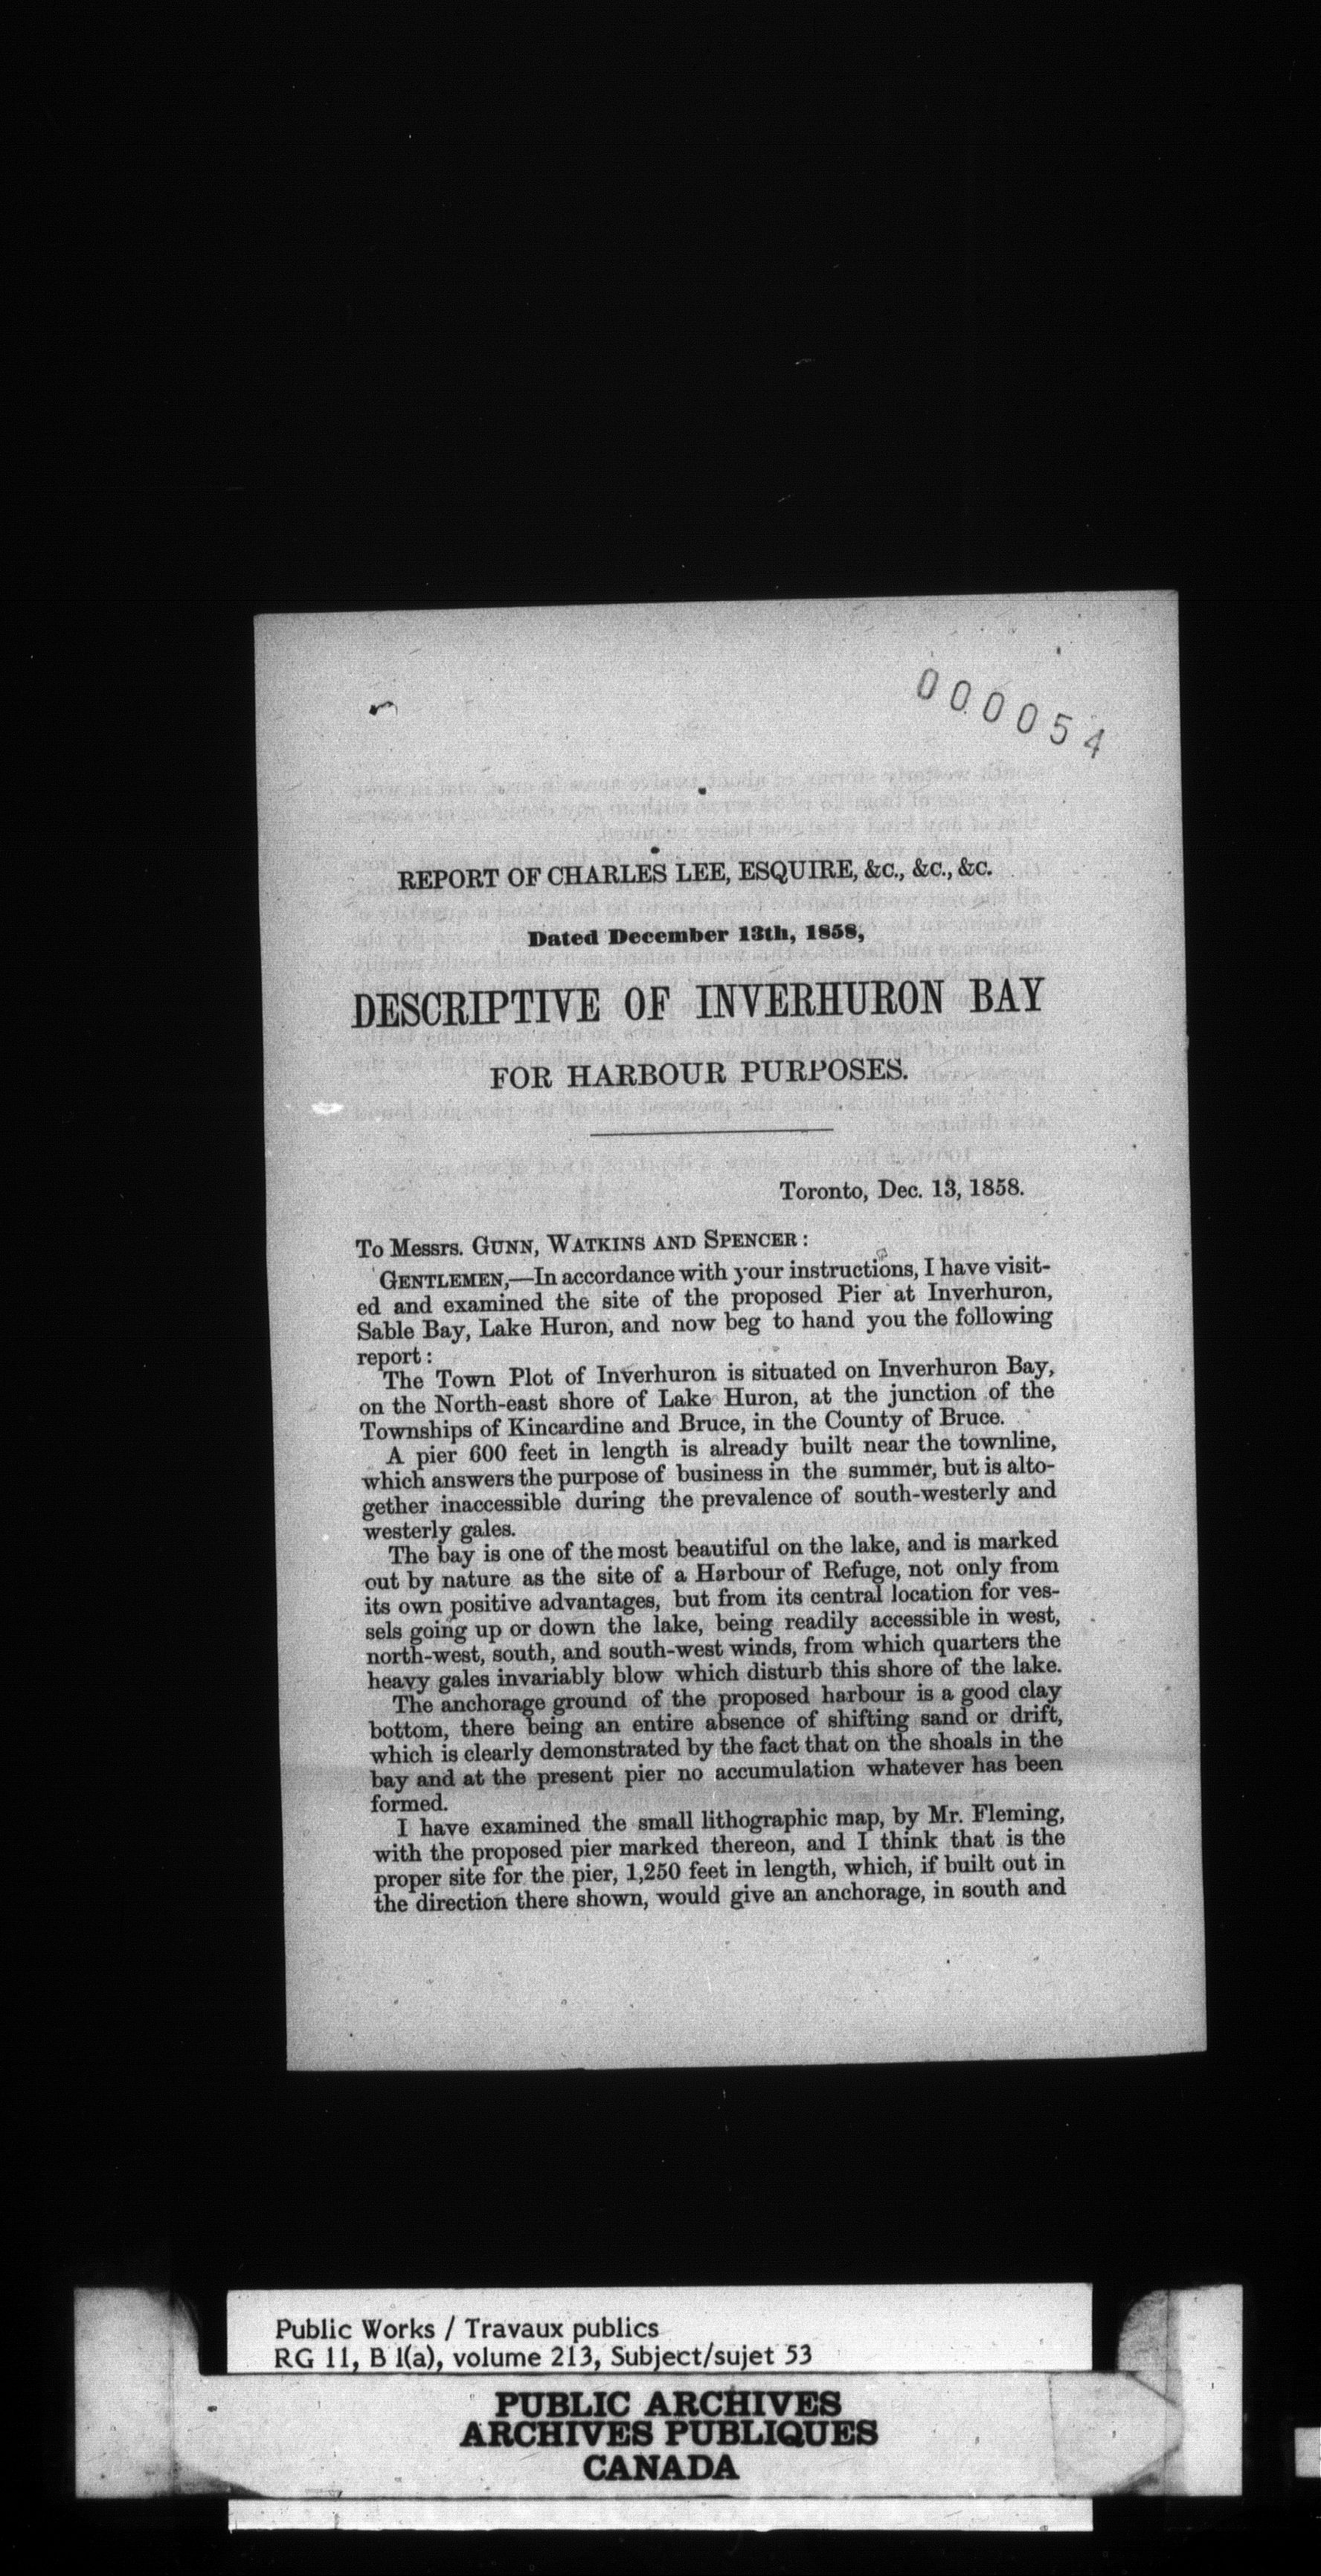 000054
REPORT OF CHARLES LEE, ESQUIRE, &c., &c., &c.
Dated December 13th, 1858,
DESCRIPTIVE OF INVERHURON BAY
FOR HARBOUR PURPOSES.
Toronto, Dec. 13, 1858.
To Messrs. GUNN, WATKINS AND SPENCER:
GENTLEMEN,—In accordance with your instructions, I have visit-
ed and examined the site of the proposed Pier at Inverhuron,
Sable Bay, Lake Huron, and now beg to hand you the following
report:
The Town Plot of Inverhuron is situated on Inverhuron Bay,
on the North-east shore of Lake Huron, at the junction of the
Townships of Kincardine and Bruce, in the County of Bruce.
A pier 600 feet in length is already built near the townline,
which answers the purpose of business in the summer, but is alto-
gether inaccessible during the prevalence of south-westerly and
westerly gales.
The bay is one of the most beautiful on the lake, and is marked
out by nature as the site of a Harbour of Refuge, not only from
its own positive advantages, but from its central location for ves-
sels going up or down the lake, being readily accessible in west,
north-west, south, and south-west winds, from which quarters the
heavy gales invariably blow which disturb this shore of the lake.
The anchorage ground of the proposed harbour is a good clay
bottom, there being an entire absence of shifting sand or drift,
which is clearly demonstrated by the fact that on the shoals in the
bay and at the present pier no accumulation whatever has been
formed.
I have examined the small lithographic map, by Mr. Fleming,
with the proposed pier marked thereon, and I think that is the
proper site for the pier, 1,250 feet in length, which, if built out in
the direction there shown, would give an anchorage, in south and
Public Works / Travaux publics
RG 11, B 1(a), volume 213, Subject/sujet 53
PUBLIC ARCHIVES
ARCHIVES PUBLIQUES
CANADA